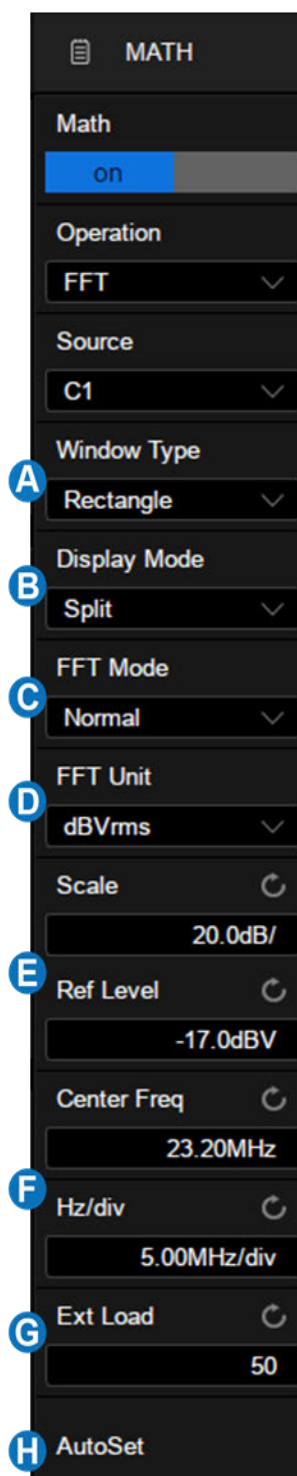 MATH
Math
on
Operation
FFT
Source
C1
Window Type
A
Rectangle
Display Mode
B
Split
FFT Mode
C
Normal
FFT Unit
D
dBVrms
Scale
20.0dB/
E
Ref Level
-17.0dBV
Center Freq
23.20MHz
F
Hz/div
5.00MHz/div
Ext Load
G
50
H AutoSet